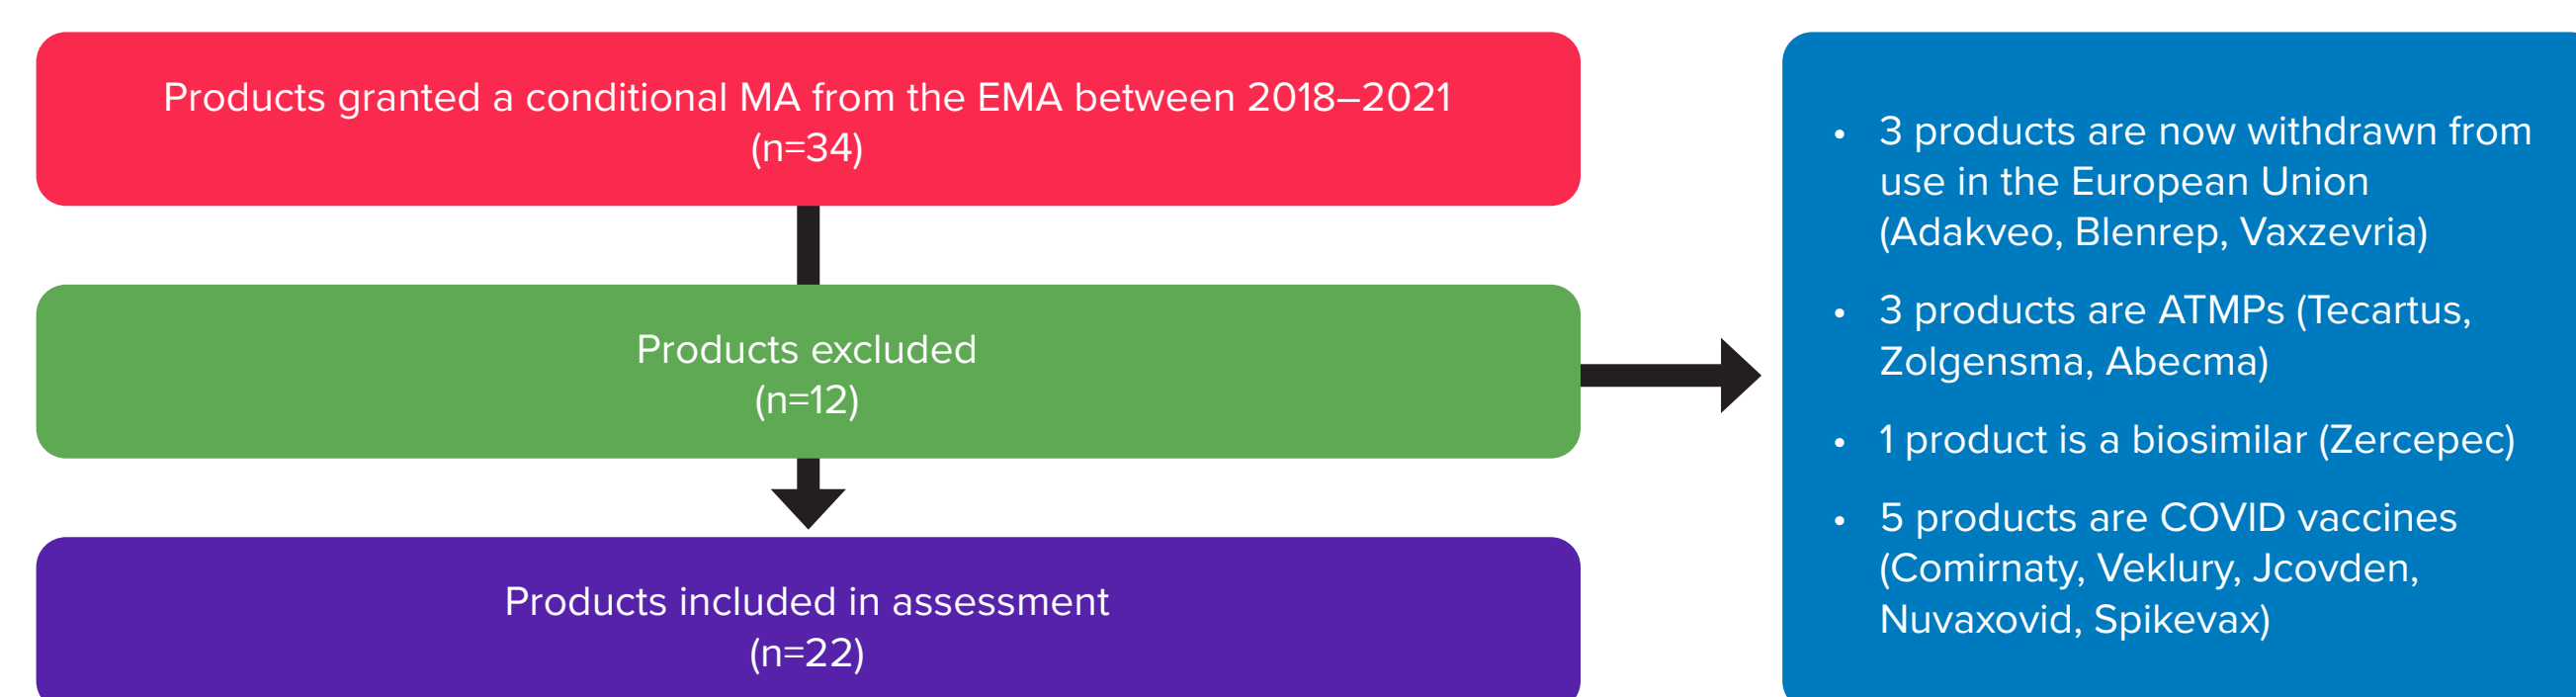 Products granted a conditional MA from the EMA between 2018–2021
(n=34)
Products excluded
(n=12)
Products included in assessment
(n=22)
• 3 products are now withdrawn from
use in the European Union
(Adakveo, Blenrep, Vaxzevria)
• 3 products are ATMPs (Tecartus,
Zolgensma, Abecma)
• 1 product is a biosimilar (Zercepec)
• 5 products are COVID vaccines
(Comirnaty, Veklury, Jcovden,
Nuvaxovid, Spikevax)